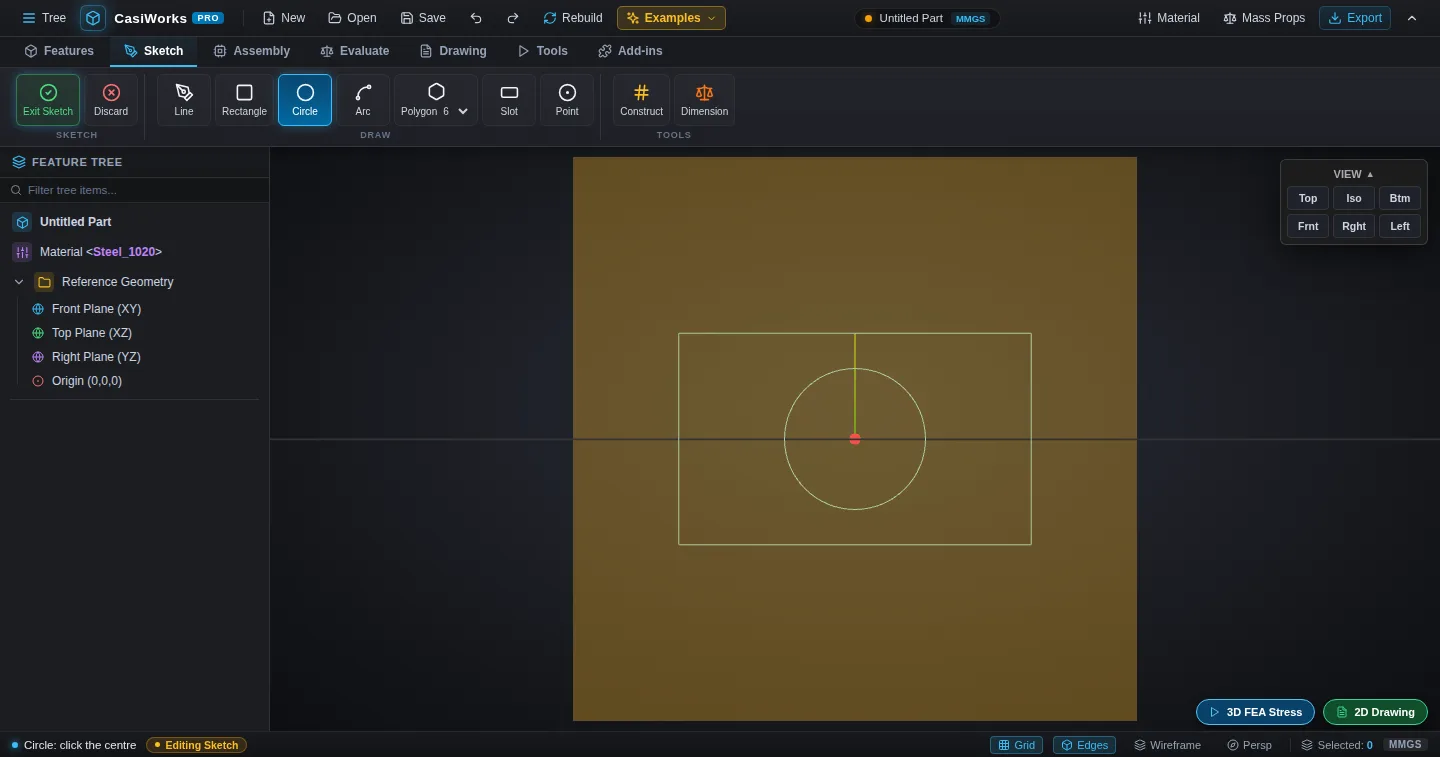 Tree CasiWorks PRO New Open Save Rebuild Examples Untitled Part MMGS Material Mass Props Export
Features Sketch Assembly Evaluate Drawing Tools Add-ins
Exit Sketch Discard Line Rectangle Circle Arc Polygon 6 Slot Point Construct Dimension
SKETCH DRAW TOOLS
FEATURE TREE
Filter tree items...
Untitled Part
Material <Steel_1020>
Reference Geometry
Front Plane (XY)
Top Plane (XZ)
Right Plane (YZ)
Origin (0,0,0)
VIEW ▲
Top Iso Btm
Frnt Rght Left
3D FEA Stress 2D Drawing
Circle: click the centre Editing Sketch Grid Edges Wireframe Persp Selected: 0 MMGS